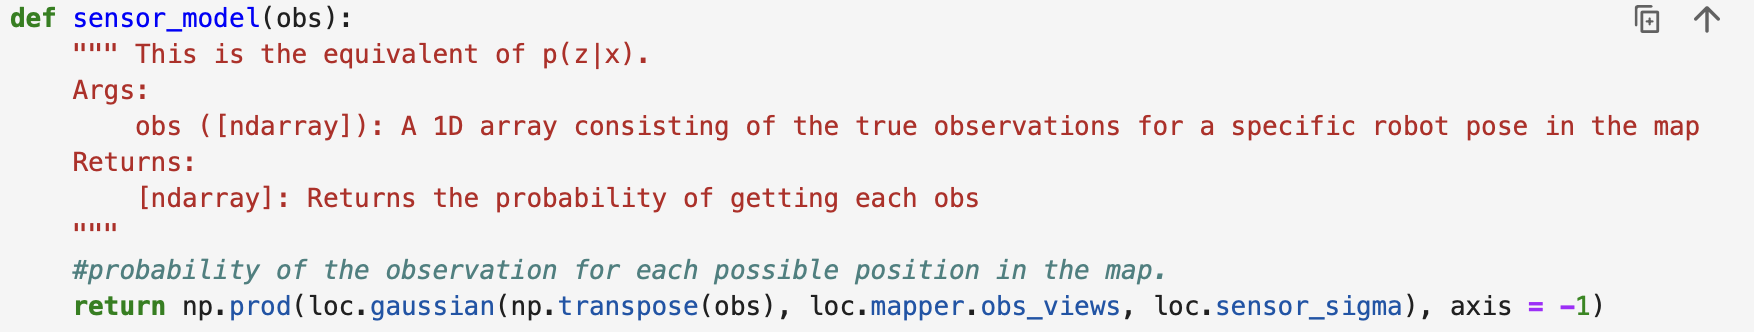 def sensor_model(obs):
    """ This is the equivalent of p(z|x).
    Args:
        obs ([ndarray]): A 1D array consisting of the true observations for a specific robot pose in the map
    Returns:
        [ndarray]: Returns the probability of getting each obs
    """
    #probability of the observation for each possible position in the map.
    return np.prod(loc.gaussian(np.transpose(obs), loc.mapper.obs_views, loc.sensor_sigma), axis = -1)